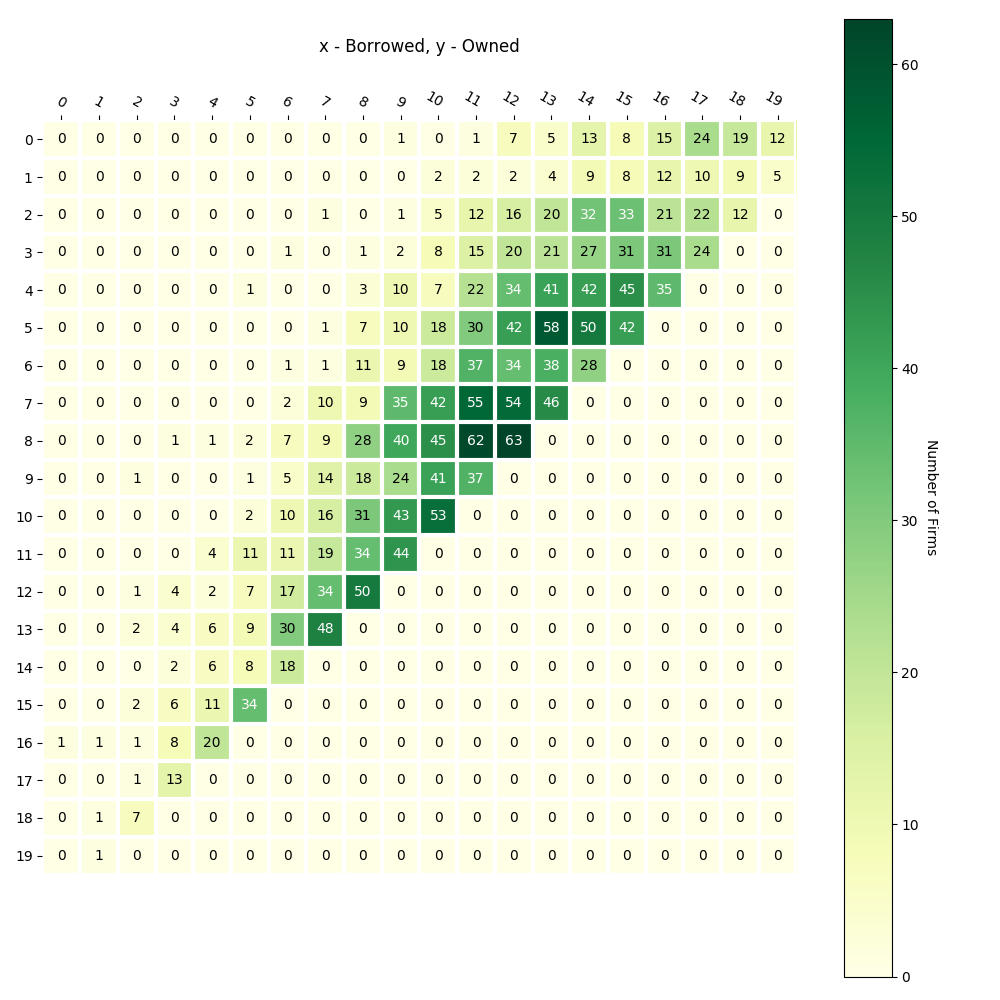 x - Borrowed, y - Owned
0 1 2 3 4 5 6 7 8 9 10 11 12 13 14 15 16 17 18 19
0 0 0 0 0 0 0 0 0 0 1 0 1 7 5 13 8 15 24 19 12
1 0 0 0 0 0 0 0 0 0 0 2 2 2 4 9 8 12 10 9 5
2 0 0 0 0 0 0 0 1 0 1 5 12 16 20 32 33 21 22 12 0
3 0 0 0 0 0 0 1 0 1 2 8 15 20 21 27 31 31 24 0 0
4 0 0 0 0 0 1 0 0 3 10 7 22 34 41 42 45 35 0 0 0
5 0 0 0 0 0 0 0 1 7 10 18 30 42 58 50 42 0 0 0 0
6 0 0 0 0 0 0 1 1 11 9 18 37 34 38 28 0 0 0 0 0
7 0 0 0 0 0 0 2 10 9 35 42 55 54 46 0 0 0 0 0 0
8 0 0 0 1 1 2 7 9 28 40 45 62 63 0 0 0 0 0 0 0
9 0 0 1 0 0 1 5 14 18 24 41 37 0 0 0 0 0 0 0 0
10 0 0 0 0 0 2 10 16 31 43 53 0 0 0 0 0 0 0 0 0
11 0 0 0 0 4 11 11 19 34 44 0 0 0 0 0 0 0 0 0 0
12 0 0 1 4 2 7 17 34 50 0 0 0 0 0 0 0 0 0 0 0
13 0 0 2 4 6 9 30 48 0 0 0 0 0 0 0 0 0 0 0 0
14 0 0 0 2 6 8 18 0 0 0 0 0 0 0 0 0 0 0 0 0
15 0 0 2 6 11 34 0 0 0 0 0 0 0 0 0 0 0 0 0 0
16 1 1 1 8 20 0 0 0 0 0 0 0 0 0 0 0 0 0 0 0
17 0 0 1 13 0 0 0 0 0 0 0 0 0 0 0 0 0 0 0 0
18 0 1 7 0 0 0 0 0 0 0 0 0 0 0 0 0 0 0 0 0
19 0 1 0 0 0 0 0 0 0 0 0 0 0 0 0 0 0 0 0 0
60
50
40
30
20
10
0
Number of Firms